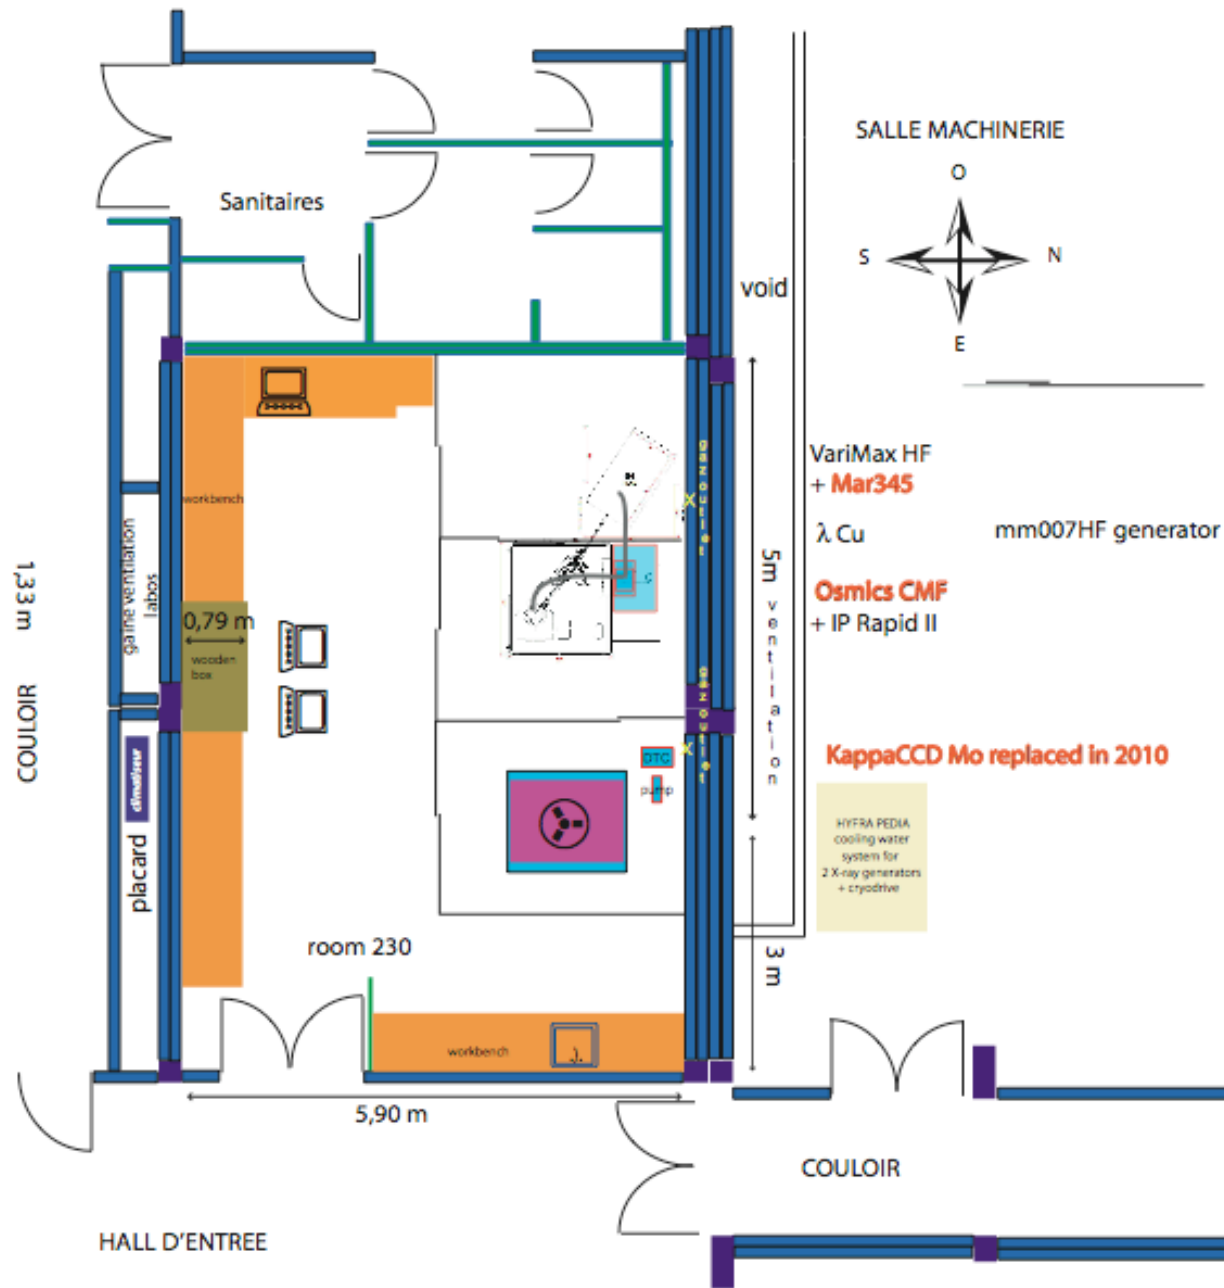 SALLE MACHINERIE
O
S
N
E
Sanitaires
void
VariMax HF
+ Mar345
λ Cu
mm007HF generator
Osmics CMF
+ IP Rapid II
workbench
gaine ventilation
labos
1,33 m
COULOIR
0,79 m
wooden
box
5m
ventilation
DTC
pump
KappaCCD Mo replaced in 2010
climatiseur
placard
HYFRA PEDIA
cooling water
system for
2 X-ray generators
+ cryodrive
room 230
3 m
workbench
5,90 m
COULOIR
HALL D'ENTREE
X
X